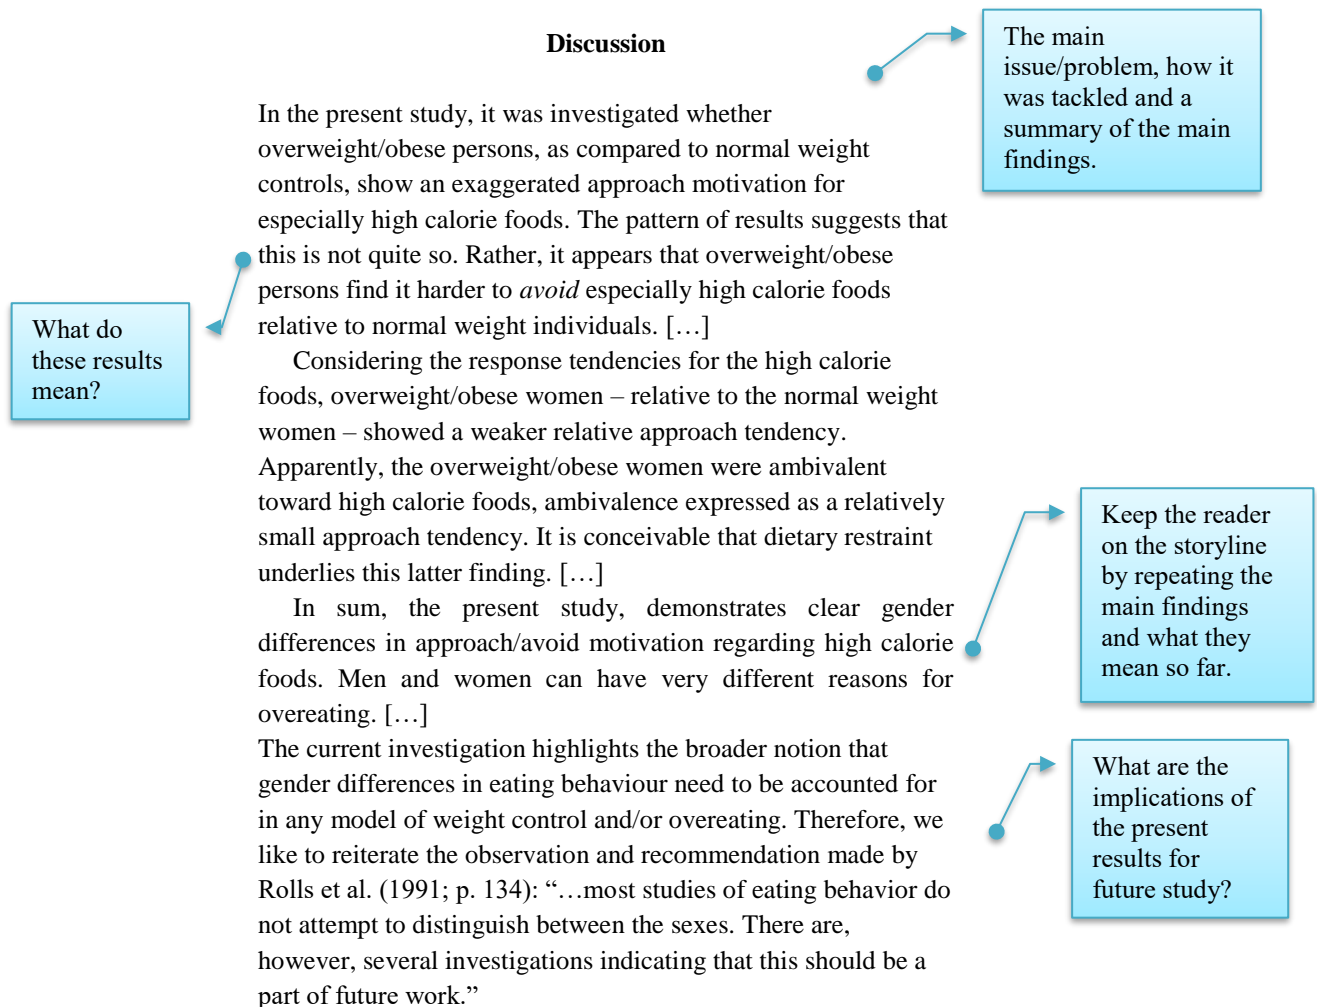 Discussion
The main
issue/problem, how it
was tackled and a
summary of the main
findings.
In the present study, it was investigated whether
overweight/obese persons, as compared to normal weight
controls, show an exaggerated approach motivation for
especially high calorie foods. The pattern of results suggests that
this is not quite so. Rather, it appears that overweight/obese
persons find it harder to avoid especially high calorie foods
relative to normal weight individuals. […]
What do
these results
mean?
Considering the response tendencies for the high calorie
foods, overweight/obese women – relative to the normal weight
women – showed a weaker relative approach tendency.
Apparently, the overweight/obese women were ambivalent
toward high calorie foods, ambivalence expressed as a relatively
small approach tendency. It is conceivable that dietary restraint
underlies this latter finding. […]
In sum, the present study, demonstrates clear gender
differences in approach/avoid motivation regarding high calorie
foods. Men and women can have very different reasons for
overeating. […]
Keep the reader
on the storyline
by repeating the
main findings
and what they
mean so far.
The current investigation highlights the broader notion that
gender differences in eating behaviour need to be accounted for
in any model of weight control and/or overeating. Therefore, we
like to reiterate the observation and recommendation made by
Rolls et al. (1991; p. 134): “…most studies of eating behavior do
not attempt to distinguish between the sexes. There are,
however, several investigations indicating that this should be a
part of future work.”
What are the
implications of
the present
results for
future study?